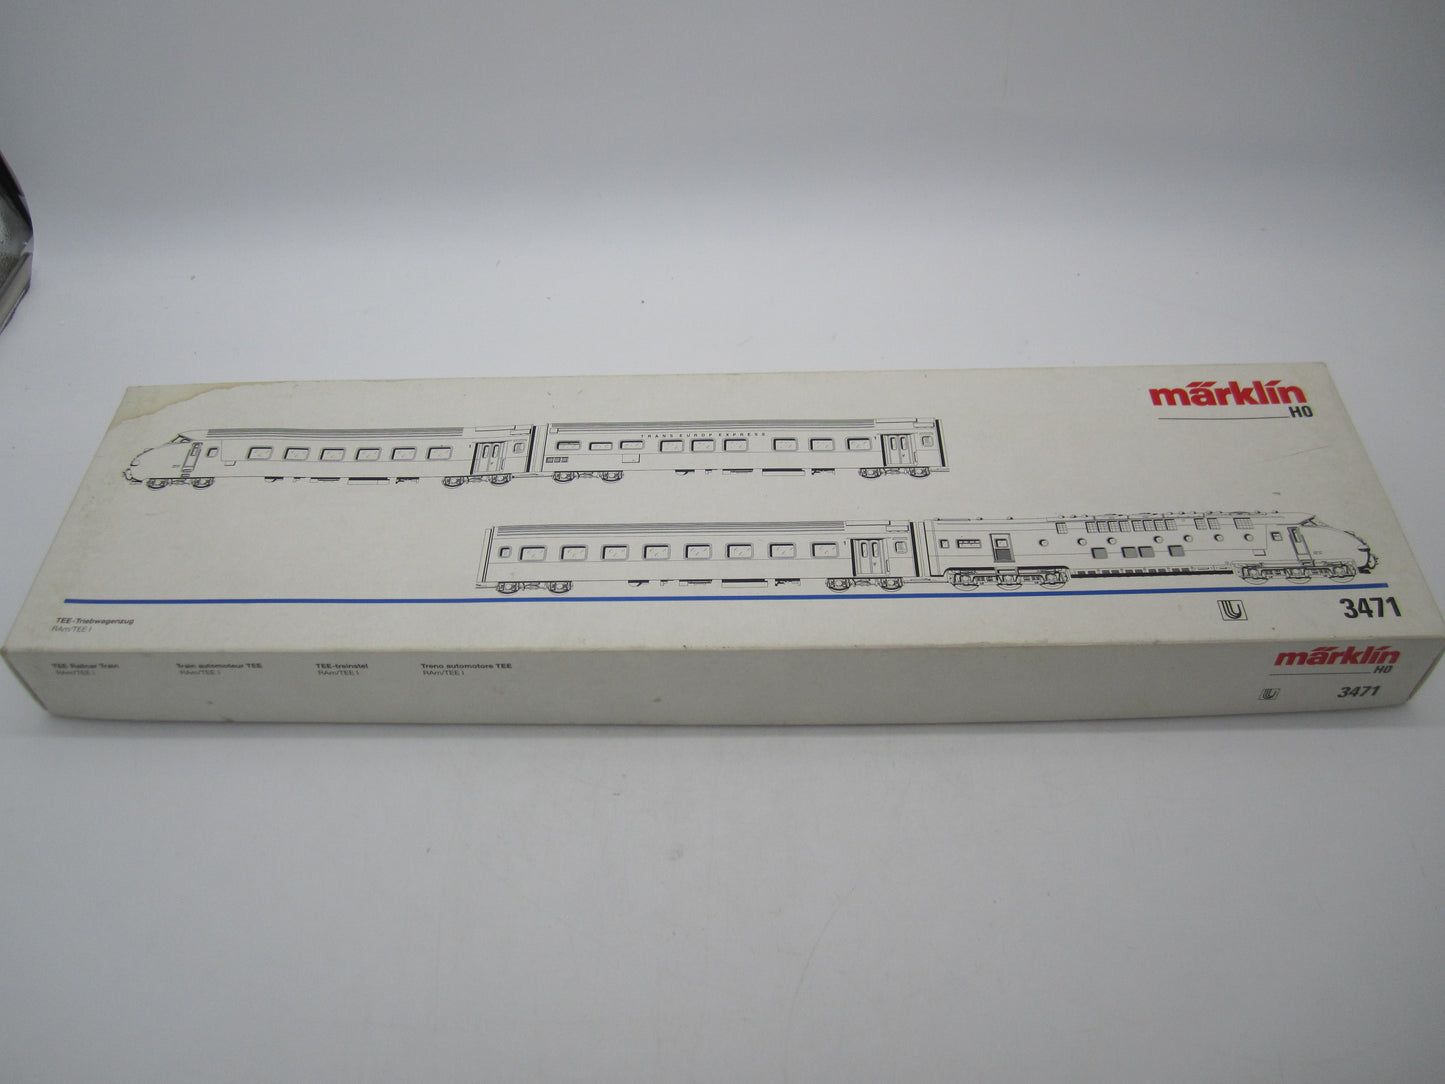 märklin
HO
TRANS EUROP EXPRESS
3471
TEE-Triebwagenzug
RAm/TEE I
TEE Railcar Train
RAm/TEE I
Train automoteur TEE
RAm/TEE I
TEE-treinstel
RAm/TEE I
Treno automotore TEE
RAm/TEE I
märklin
HO
3471